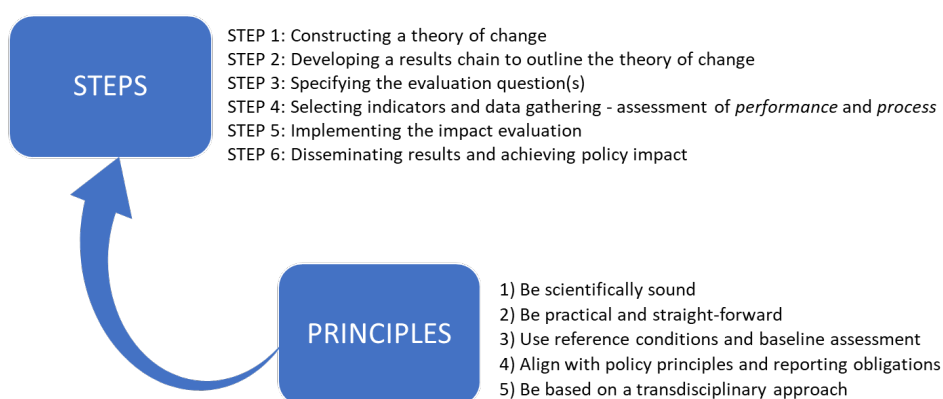 STEPS
STEP 1: Constructing a theory of change
STEP 2: Developing a results chain to outline the theory of change
STEP 3: Specifying the evaluation question(s)
STEP 4: Selecting indicators and data gathering - assessment of performance and process
STEP 5: Implementing the impact evaluation
STEP 6: Disseminating results and achieving policy impact
PRINCIPLES
1) Be scientifically sound
2) Be practical and straight-forward
3) Use reference conditions and baseline assessment
4) Align with policy principles and reporting obligations
5) Be based on a transdisciplinary approach